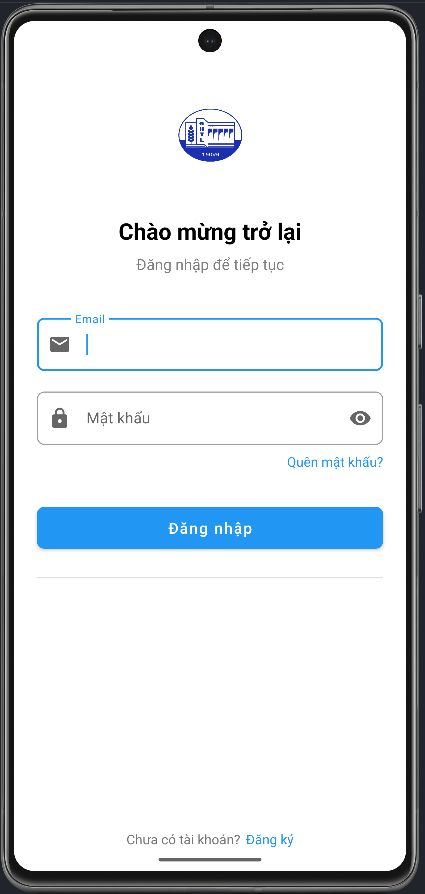 Chào mừng trở lại
Đăng nhập để tiếp tục
Email
Mật khẩu
Quên mật khẩu?
Đăng nhập
Chưa có tài khoản? Đăng ký